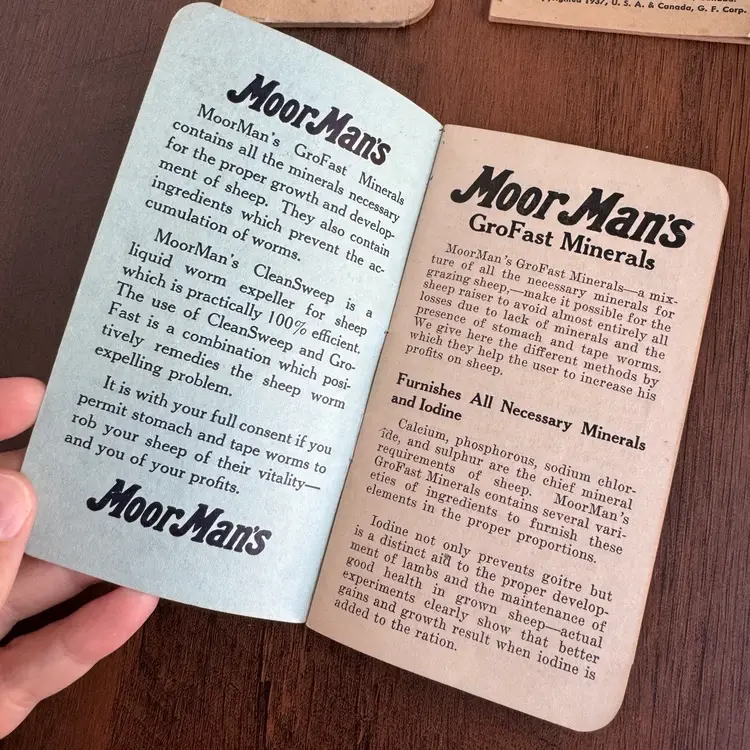 pyrighted 1937, U. S. A. & Canada, G. F. Corp.
MoorMan's
MoorMan's GroFast Minerals
contains all the minerals necessary
for the proper growth and develop-
ment of sheep. They also contain
ingredients which prevent the ac-
cumulation of worms.
MoorMan's CleanSweep is a
liquid worm expeller for sheep
which is practically 100% efficient.
The use of CleanSweep and Gro-
Fast is a combination which posi-
tively remedies the sheep worm
expelling problem.
It is with your full consent if you
permit stomach and tape worms to
rob your sheep of their vitality—
and you of your profits.
MoorMan's
MoorMan's
GroFast Minerals
MoorMan's GroFast Minerals—a mix-
ture of all the necessary minerals for
grazing sheep,—make it possible for the
sheep raiser to avoid almost entirely all
losses due to lack of minerals and the
presence of stomach and tape worms.
We give here the different methods by
which they help the user to increase his
profits on sheep.
Furnishes All Necessary Minerals
and Iodine
Calcium, phosphorous, sodium chlor-
ide, and sulphur are the chief mineral
requirements of sheep. MoorMan's
GroFast Minerals contains several vari-
eties of ingredients to furnish these
elements in the proper proportions.
Iodine not only prevents goitre but
is a distinct aid to the proper develop-
ment of lambs and the maintenance of
good health in grown sheep—actual
experiments clearly show that better
gains and growth result when iodine is
added to the ration.